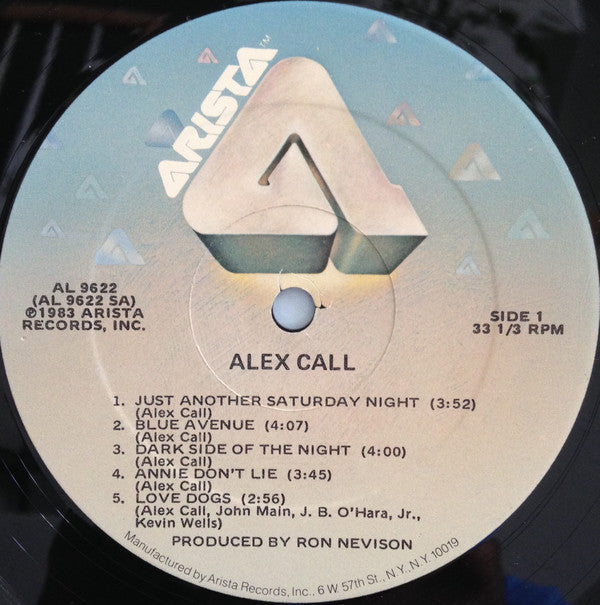 ARISTA™
AL 9622
(AL 9622 SA)
℗1983 ARISTA
RECORDS, INC.
SIDE 1
33 1/3 RPM
ALEX CALL
1. JUST ANOTHER SATURDAY NIGHT (3:52)
(Alex Call)
2. BLUE AVENUE (4:07)
(Alex Call)
3. DARK SIDE OF THE NIGHT (4:00)
(Alex Call)
4. ANNIE DON'T LIE (3:45)
(Alex Call)
5. LOVE DOGS (2:56)
(Alex Call, John Main, J. B. O'Hara, Jr.,
Kevin Wells)
PRODUCED BY RON NEVISON
Manufactured by Arista Records, Inc., 6 W. 57th St., N.Y., N.Y. 10019